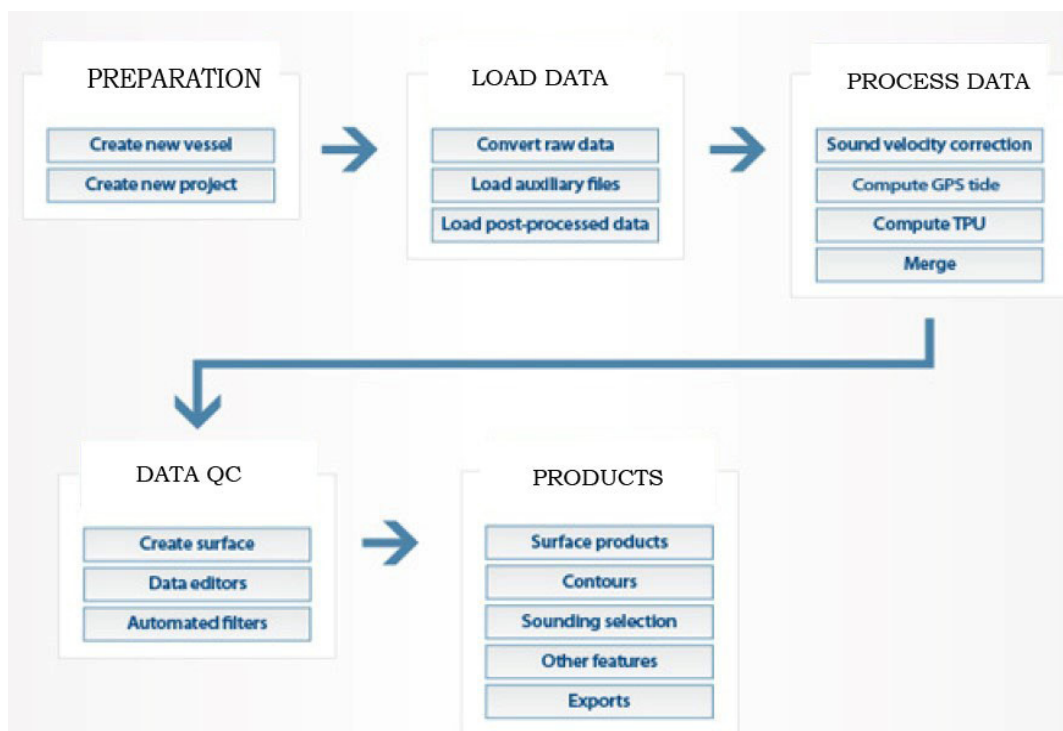 PREPARATION
Create new vessel
Create new project
LOAD DATA
Convert raw data
Load auxiliary files
Load post-processed data
PROCESS DATA
Sound velocity correction
Compute GPS tide
Compute TPU
Merge
DATA QC
Create surface
Data editors
Automated filters
PRODUCTS
Surface products
Contours
Sounding selection
Other features
Exports